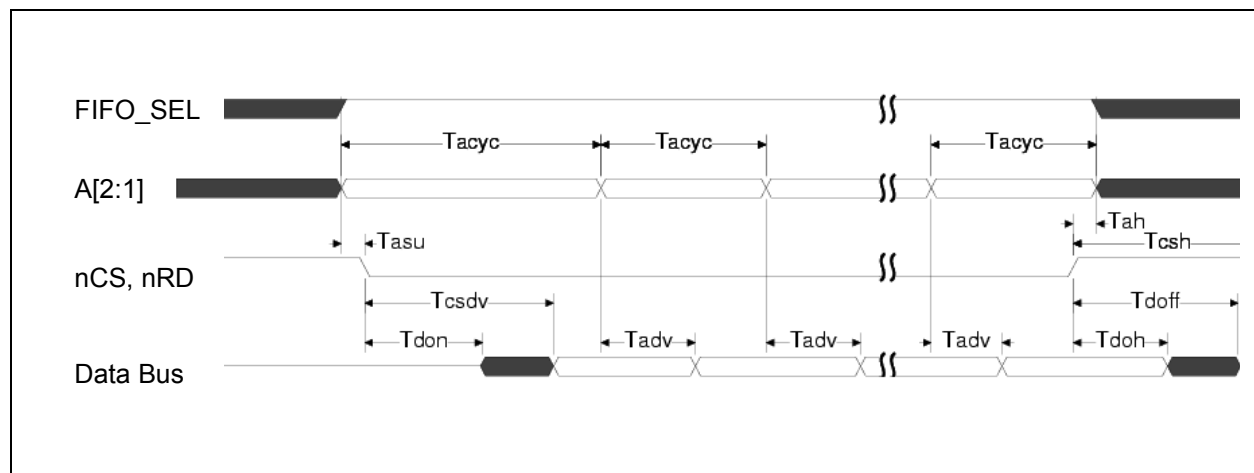 FIFO_SEL
Tacyc Tacyc Tacyc
A[2:1]
Tah
Tasu Tcsh
nCS, nRD
Tcsdv Tdoff
Tdon Tadv Tadv Tadv Tdoh
Data Bus